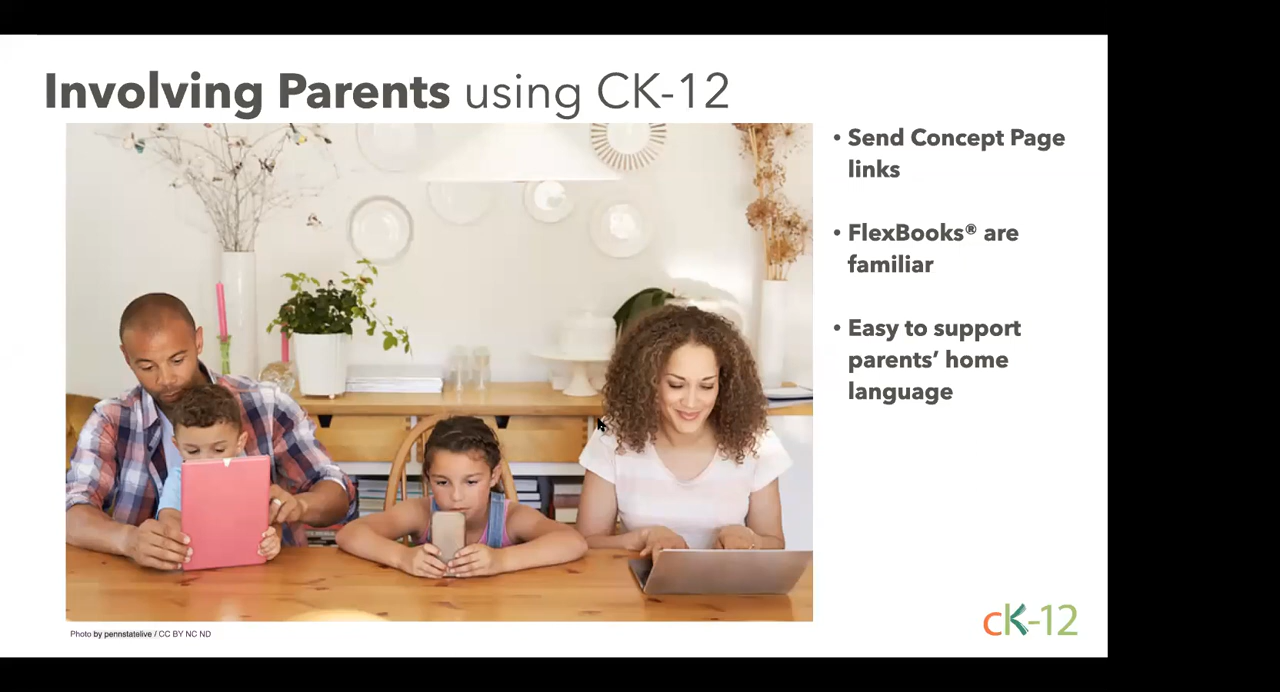 Involving Parents using CK-12
• Send Concept Page
links
• FlexBooks® are
familiar
• Easy to support
parents’ home
language
Photo by pennstatelive / CC BY NC ND
cK-12